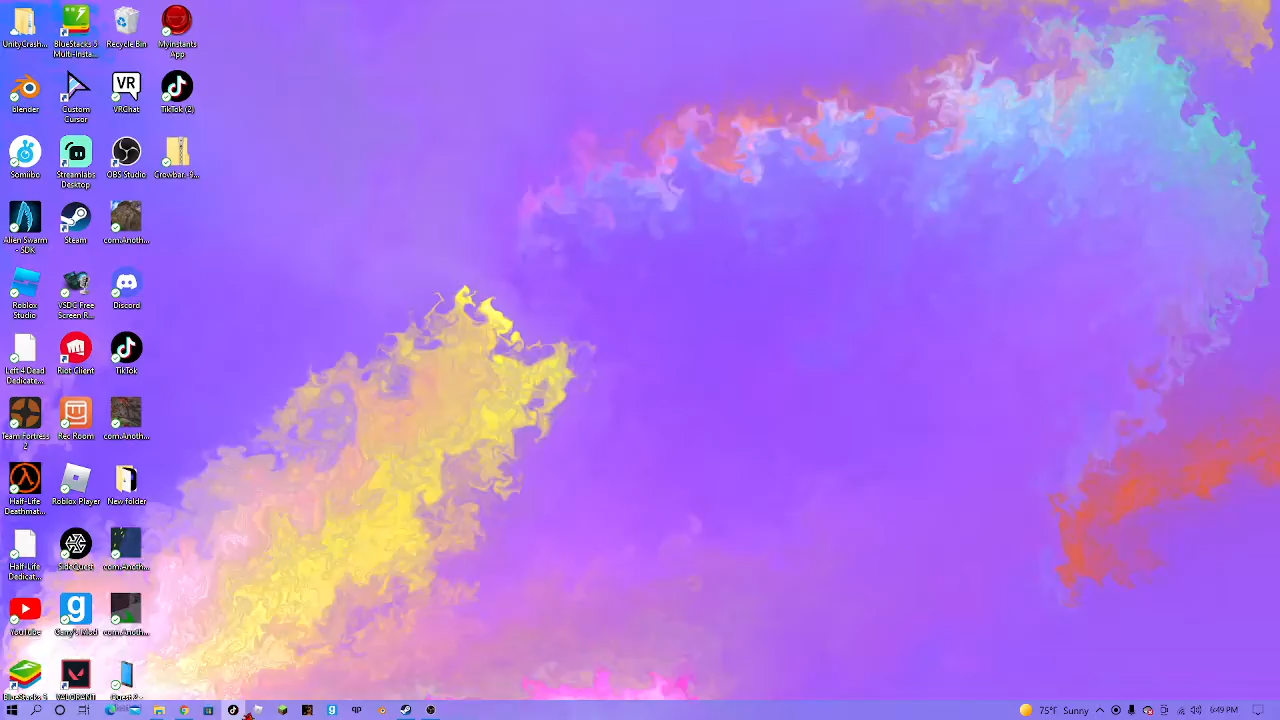 UnityCrash...
BlueStacks 5
Multi-Insta...
Recycle Bin
Myinstants
App
blender
Custom
Cursor
VR
VRChat
TikTok (2)
Somiibo
Streamlabs
Desktop
OBS Studio
Crowbar.-9...
Alien Swarm
- SDK
Steam
com.Anoth...
Roblox
Studio
VSDC Free
Screen R...
Discord
Left 4 Dead
Dedicate...
Riot Client
TikTok
Team Fortress
2
Rec Room
com.Anoth...
Half-Life
Deathmat...
Roblox Player
New folder
Half-Life
Dedicat...
SideQuest
com.Anoth...
YouTube
g
Garry's Mod
com.Anoth...
BlueStacks 5
VALORANT
75°F Sunny
6:49 PM